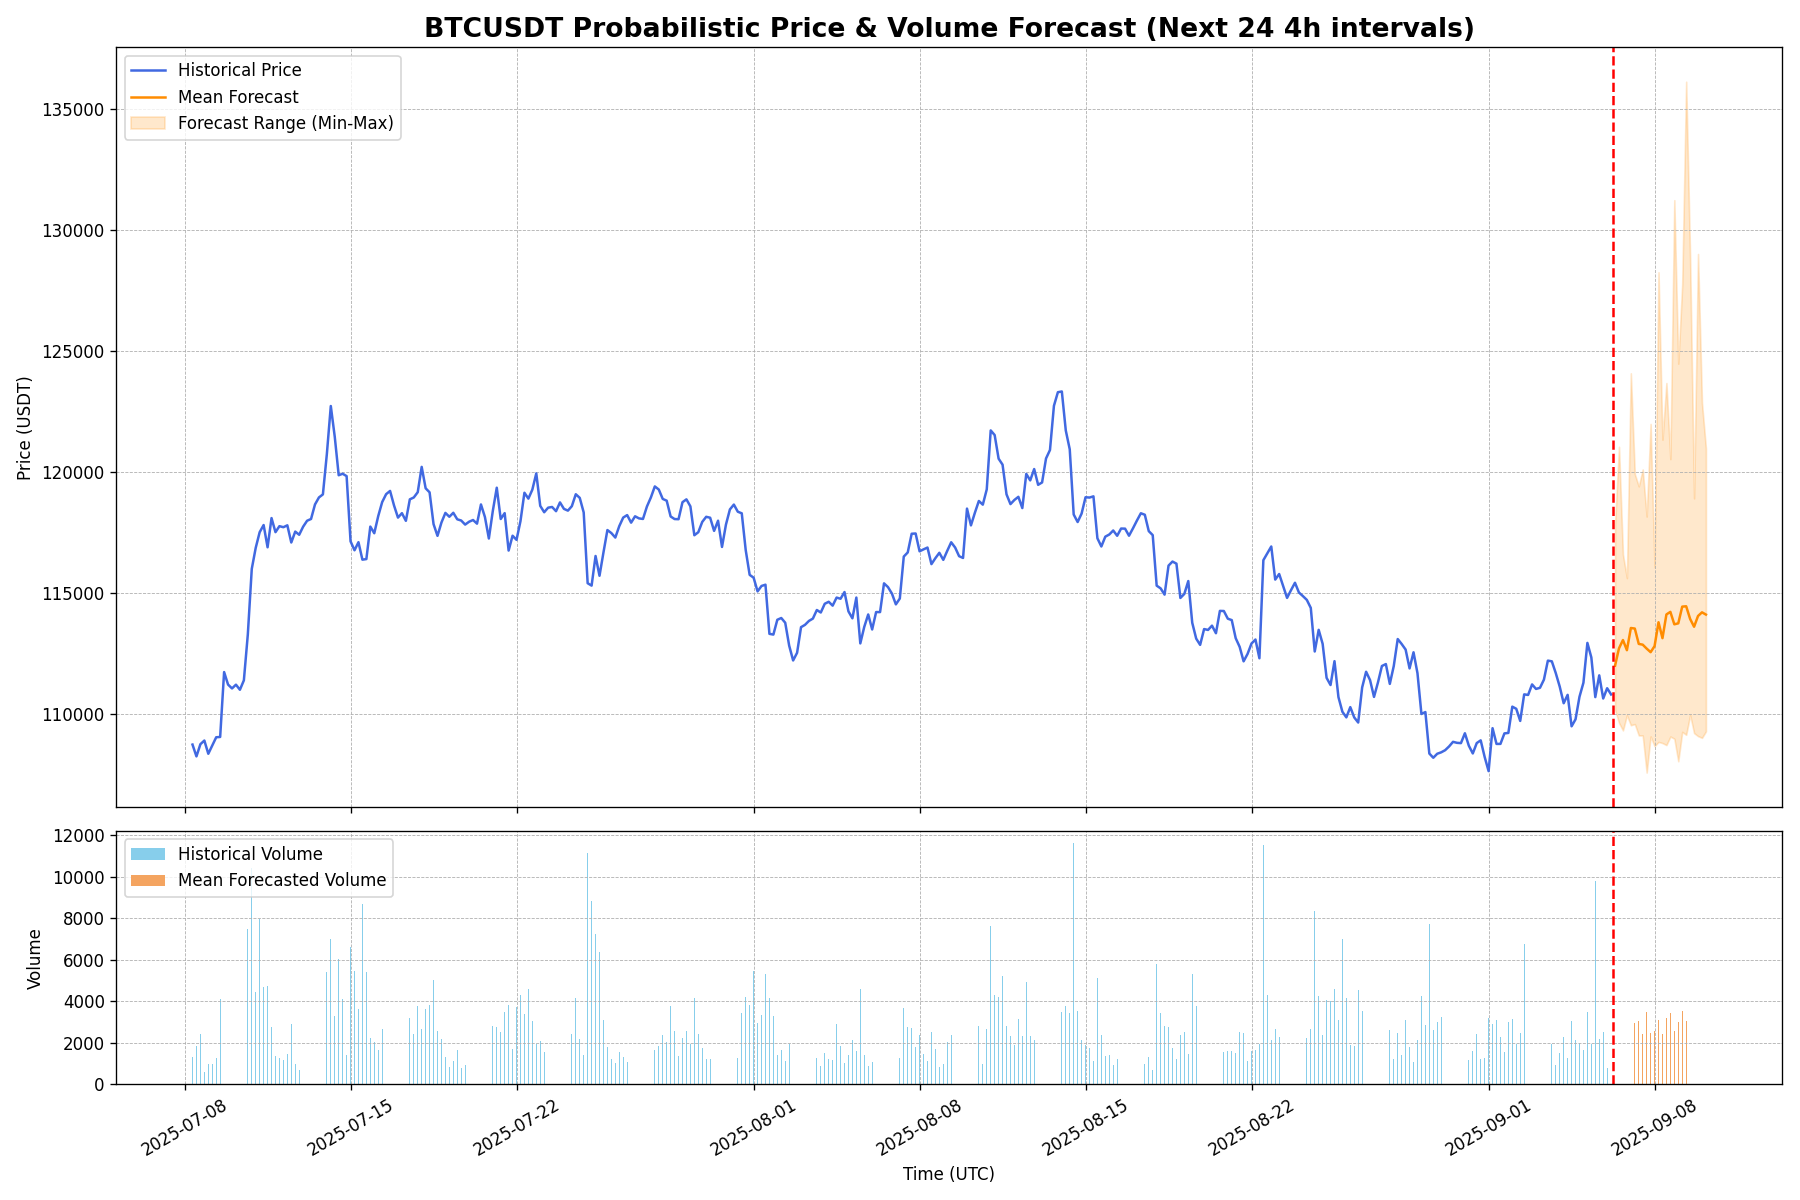 BTCUSDT Probabilistic Price & Volume Forecast (Next 24 4h intervals)
Historical Price
Mean Forecast
Forecast Range (Min-Max)
Price (USDT)
135000
130000
125000
120000
115000
110000
Historical Volume
Mean Forecasted Volume
Volume
12000
10000
8000
6000
4000
2000
0
2025-07-08
2025-07-15
2025-07-22
2025-08-01
2025-08-08
2025-08-15
2025-08-22
2025-09-01
2025-09-08
Time (UTC)